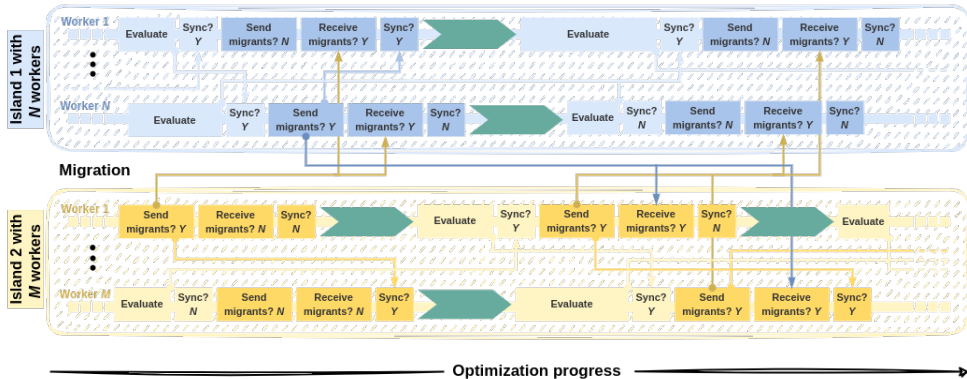 Island 1 with
N workers
Worker 1
Evaluate
Sync?
Y
Send
migrants? N
Receive
migrants? Y
Sync?
Y
Evaluate
Sync?
Y
Send
migrants? N
Receive
migrants? Y
Sync?
N
Worker N
Evaluate
Sync?
Y
Send
migrants? Y
Receive
migrants? Y
Sync?
N
Evaluate
Sync?
N
Send
migrants? N
Receive
migrants? Y
Sync?
N
Migration
Island 2 with
M workers
Worker 1
Send
migrants? Y
Receive
migrants? N
Sync?
N
Evaluate
Sync?
Y
Send
migrants? Y
Receive
migrants? Y
Sync?
N
Evaluate
Worker M
Evaluate
Sync?
N
Send
migrants? N
Receive
migrants? N
Sync?
Y
Evaluate
Sync?
Y
Send
migrants? Y
Receive
migrants? Y
Sync?
Y
Optimization progress